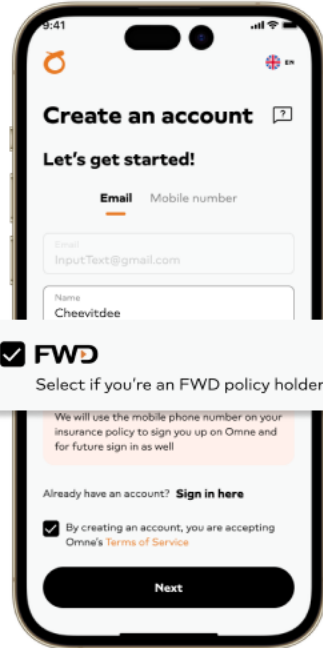 9:41
EN
Create an account
?
Let's get started!
Email Mobile number
Email
InputText@gmail.com
Name
Cheevitdee
FWD
Select if you're an FWD policy holder
We will use the mobile phone number on your
insurance policy to sign you up on Omne and
for future sign in as well
Already have an account? Sign in here
By creating an account, you are accepting
Omne's Terms of Service
Next